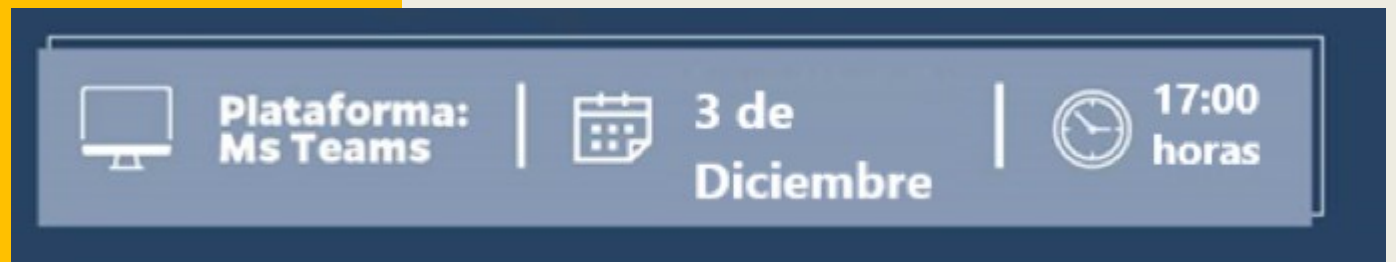 Plataforma:
Ms Teams
3 de
Diciembre
17:00
horas